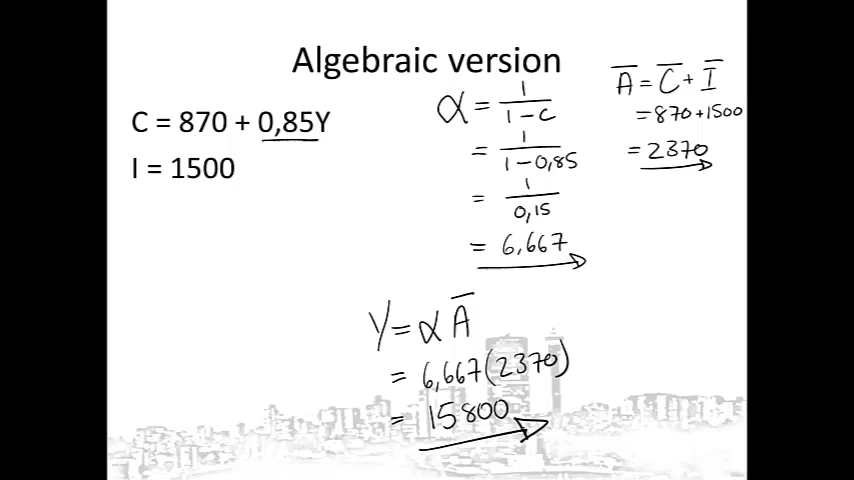 Algebraic version
C = 870 + 0,85Y
I = 1500
α = 1/(1-c)
= 1/(1-0,85)
= 1/0,15
= 6,667
A̅ = C̅ + I̅
= 870+1500
= 2370
Y = α A̅
= 6,667(2370)
= 15800